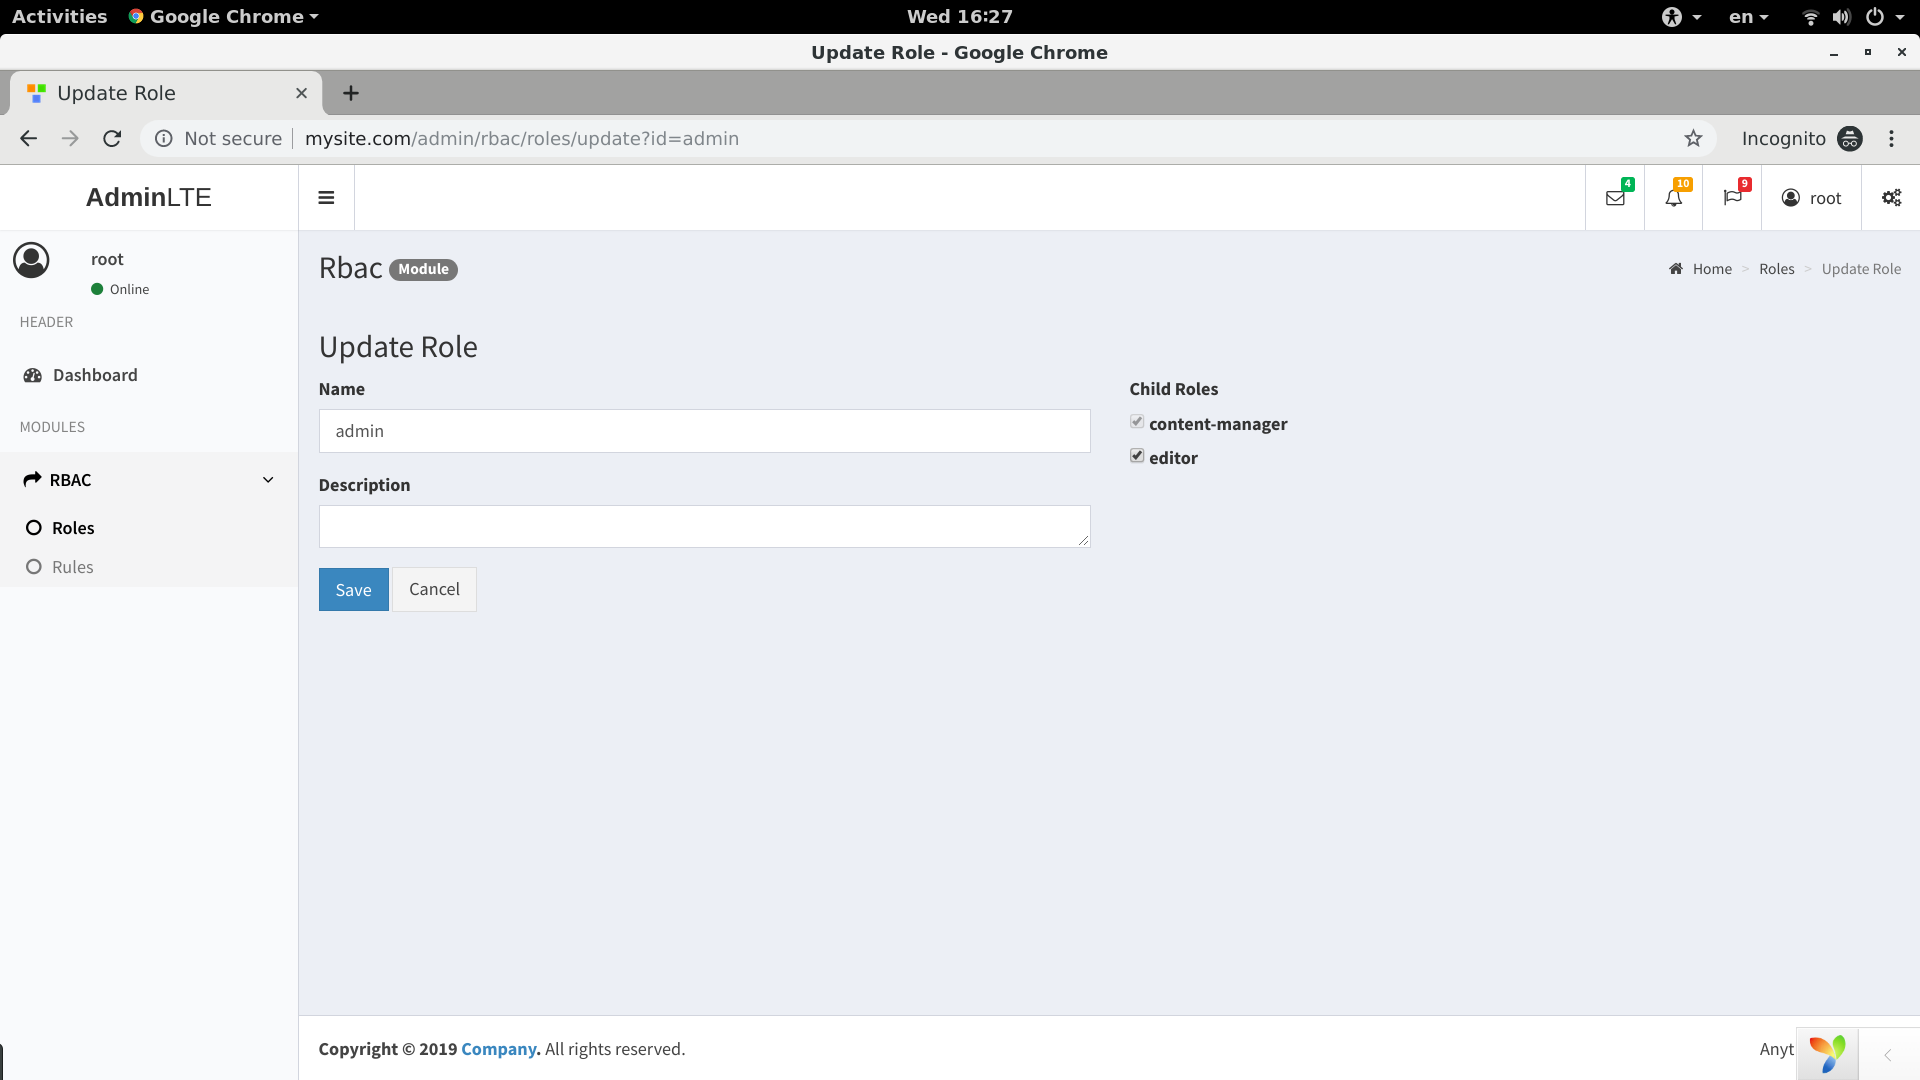 Activities Google Chrome Wed 16:27 en
Update Role - Google Chrome
Update Role
Not secure mysite.com/admin/rbac/roles/update?id=admin Incognito
AdminLTE 4 10 9 root
root
Online
HEADER
Dashboard
MODULES
RBAC
Roles
Rules
Rbac Module Home > Roles > Update Role
Update Role
Name
admin
Description
Save Cancel
Child Roles
content-manager
editor
Copyright © 2019 Company. All rights reserved. Anyt